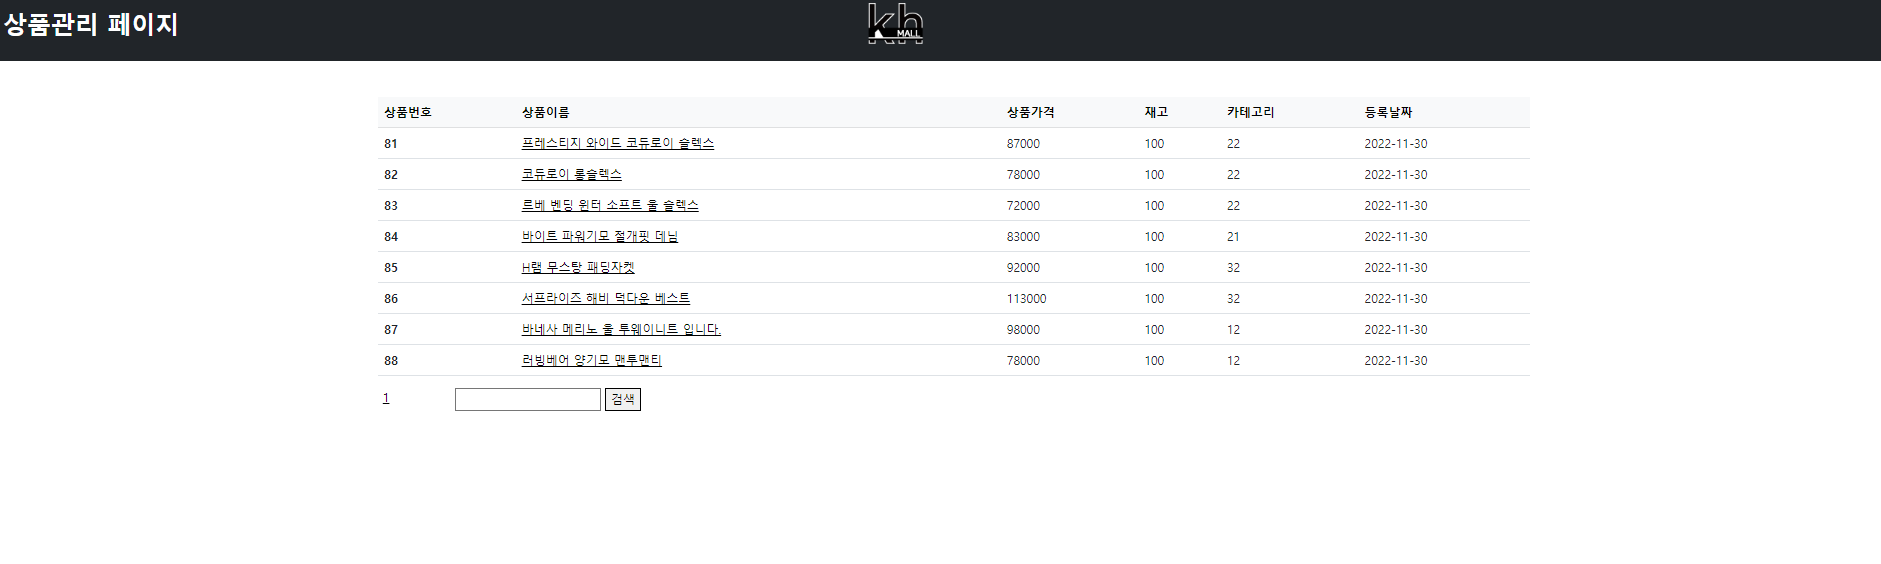 상품관리 페이지
kh
MALL
상품번호 상품이름 상품가격 재고 카테고리 등록날짜
81 프레스티지 와이드 코듀로이 슬렉스 87000 100 22 2022-11-30
82 코듀로이 롱슬렉스 78000 100 22 2022-11-30
83 르베 벤딩 윈터 소프트 울 슬렉스 72000 100 22 2022-11-30
84 바이트 파워기모 절개핏 데님 83000 100 21 2022-11-30
85 H램 무스탕 패딩자켓 92000 100 32 2022-11-30
86 서프라이즈 해비 덕다운 베스트 113000 100 32 2022-11-30
87 바네사 메리노 울 투웨이니트 입니다. 98000 100 12 2022-11-30
88 러빙베어 양기모 맨투맨티 78000 100 12 2022-11-30
1 검색